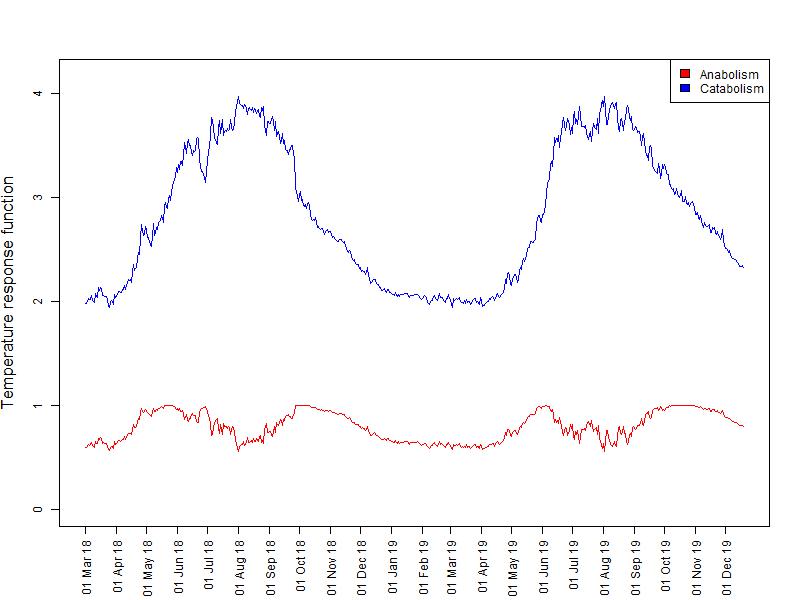 Anabolism
Catabolism
Temperature response function
4
3
2
1
0
01 Mar 18
01 Apr 18
01 May 18
01 Jun 18
01 Jul 18
01 Aug 18
01 Sep 18
01 Oct 18
01 Nov 18
01 Dec 18
01 Jan 19
01 Feb 19
01 Mar 19
01 Apr 19
01 May 19
01 Jun 19
01 Jul 19
01 Aug 19
01 Sep 19
01 Oct 19
01 Nov 19
01 Dec 19